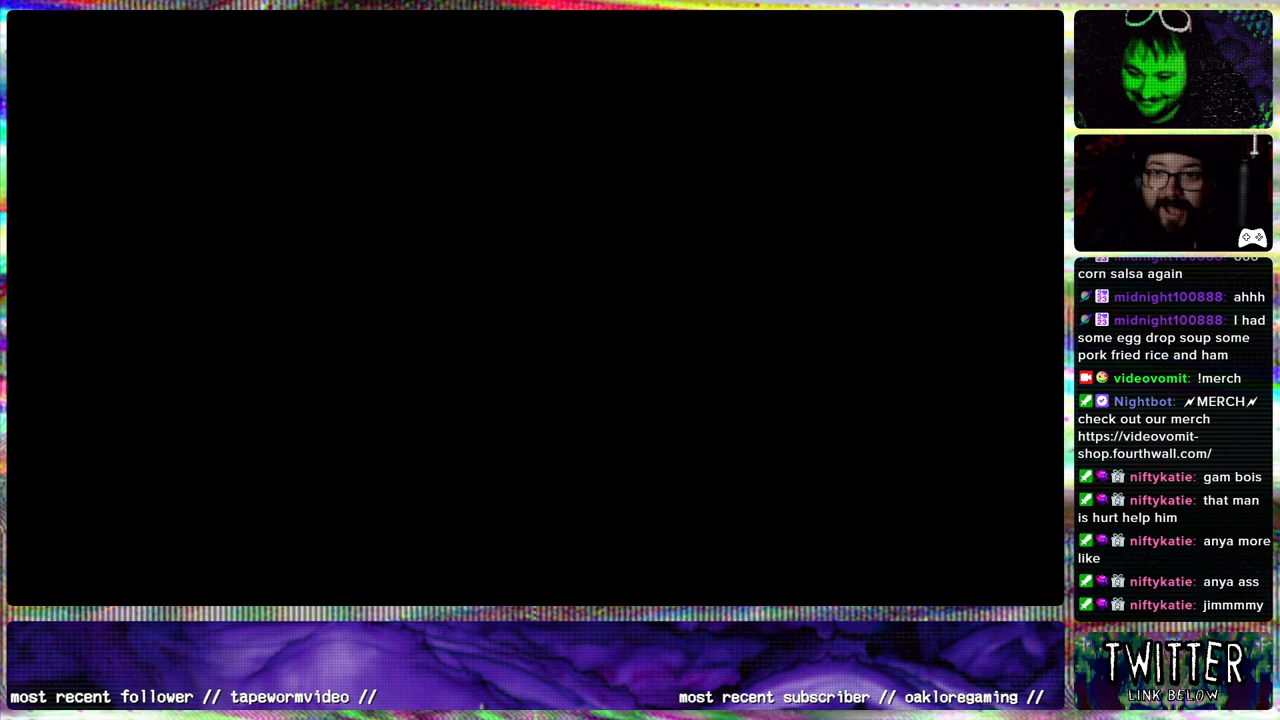 corn salsa again
midnight100888: ahhh
midnight100888: I had
some egg drop soup some
pork fried rice and ham
videovomit: !merch
Nightbot: MERCH
check out our merch
https://videovomit-
shop.fourthwall.com/
niftykatie: gam bois
niftykatie: that man
is hurt help him
niftykatie: anya more
like
niftykatie: anya ass
niftykatie: jimmmmy
most recent follower // tapewormvideo //
most recent subscriber // oakloregaming //
TWITTER
LINK BELOW